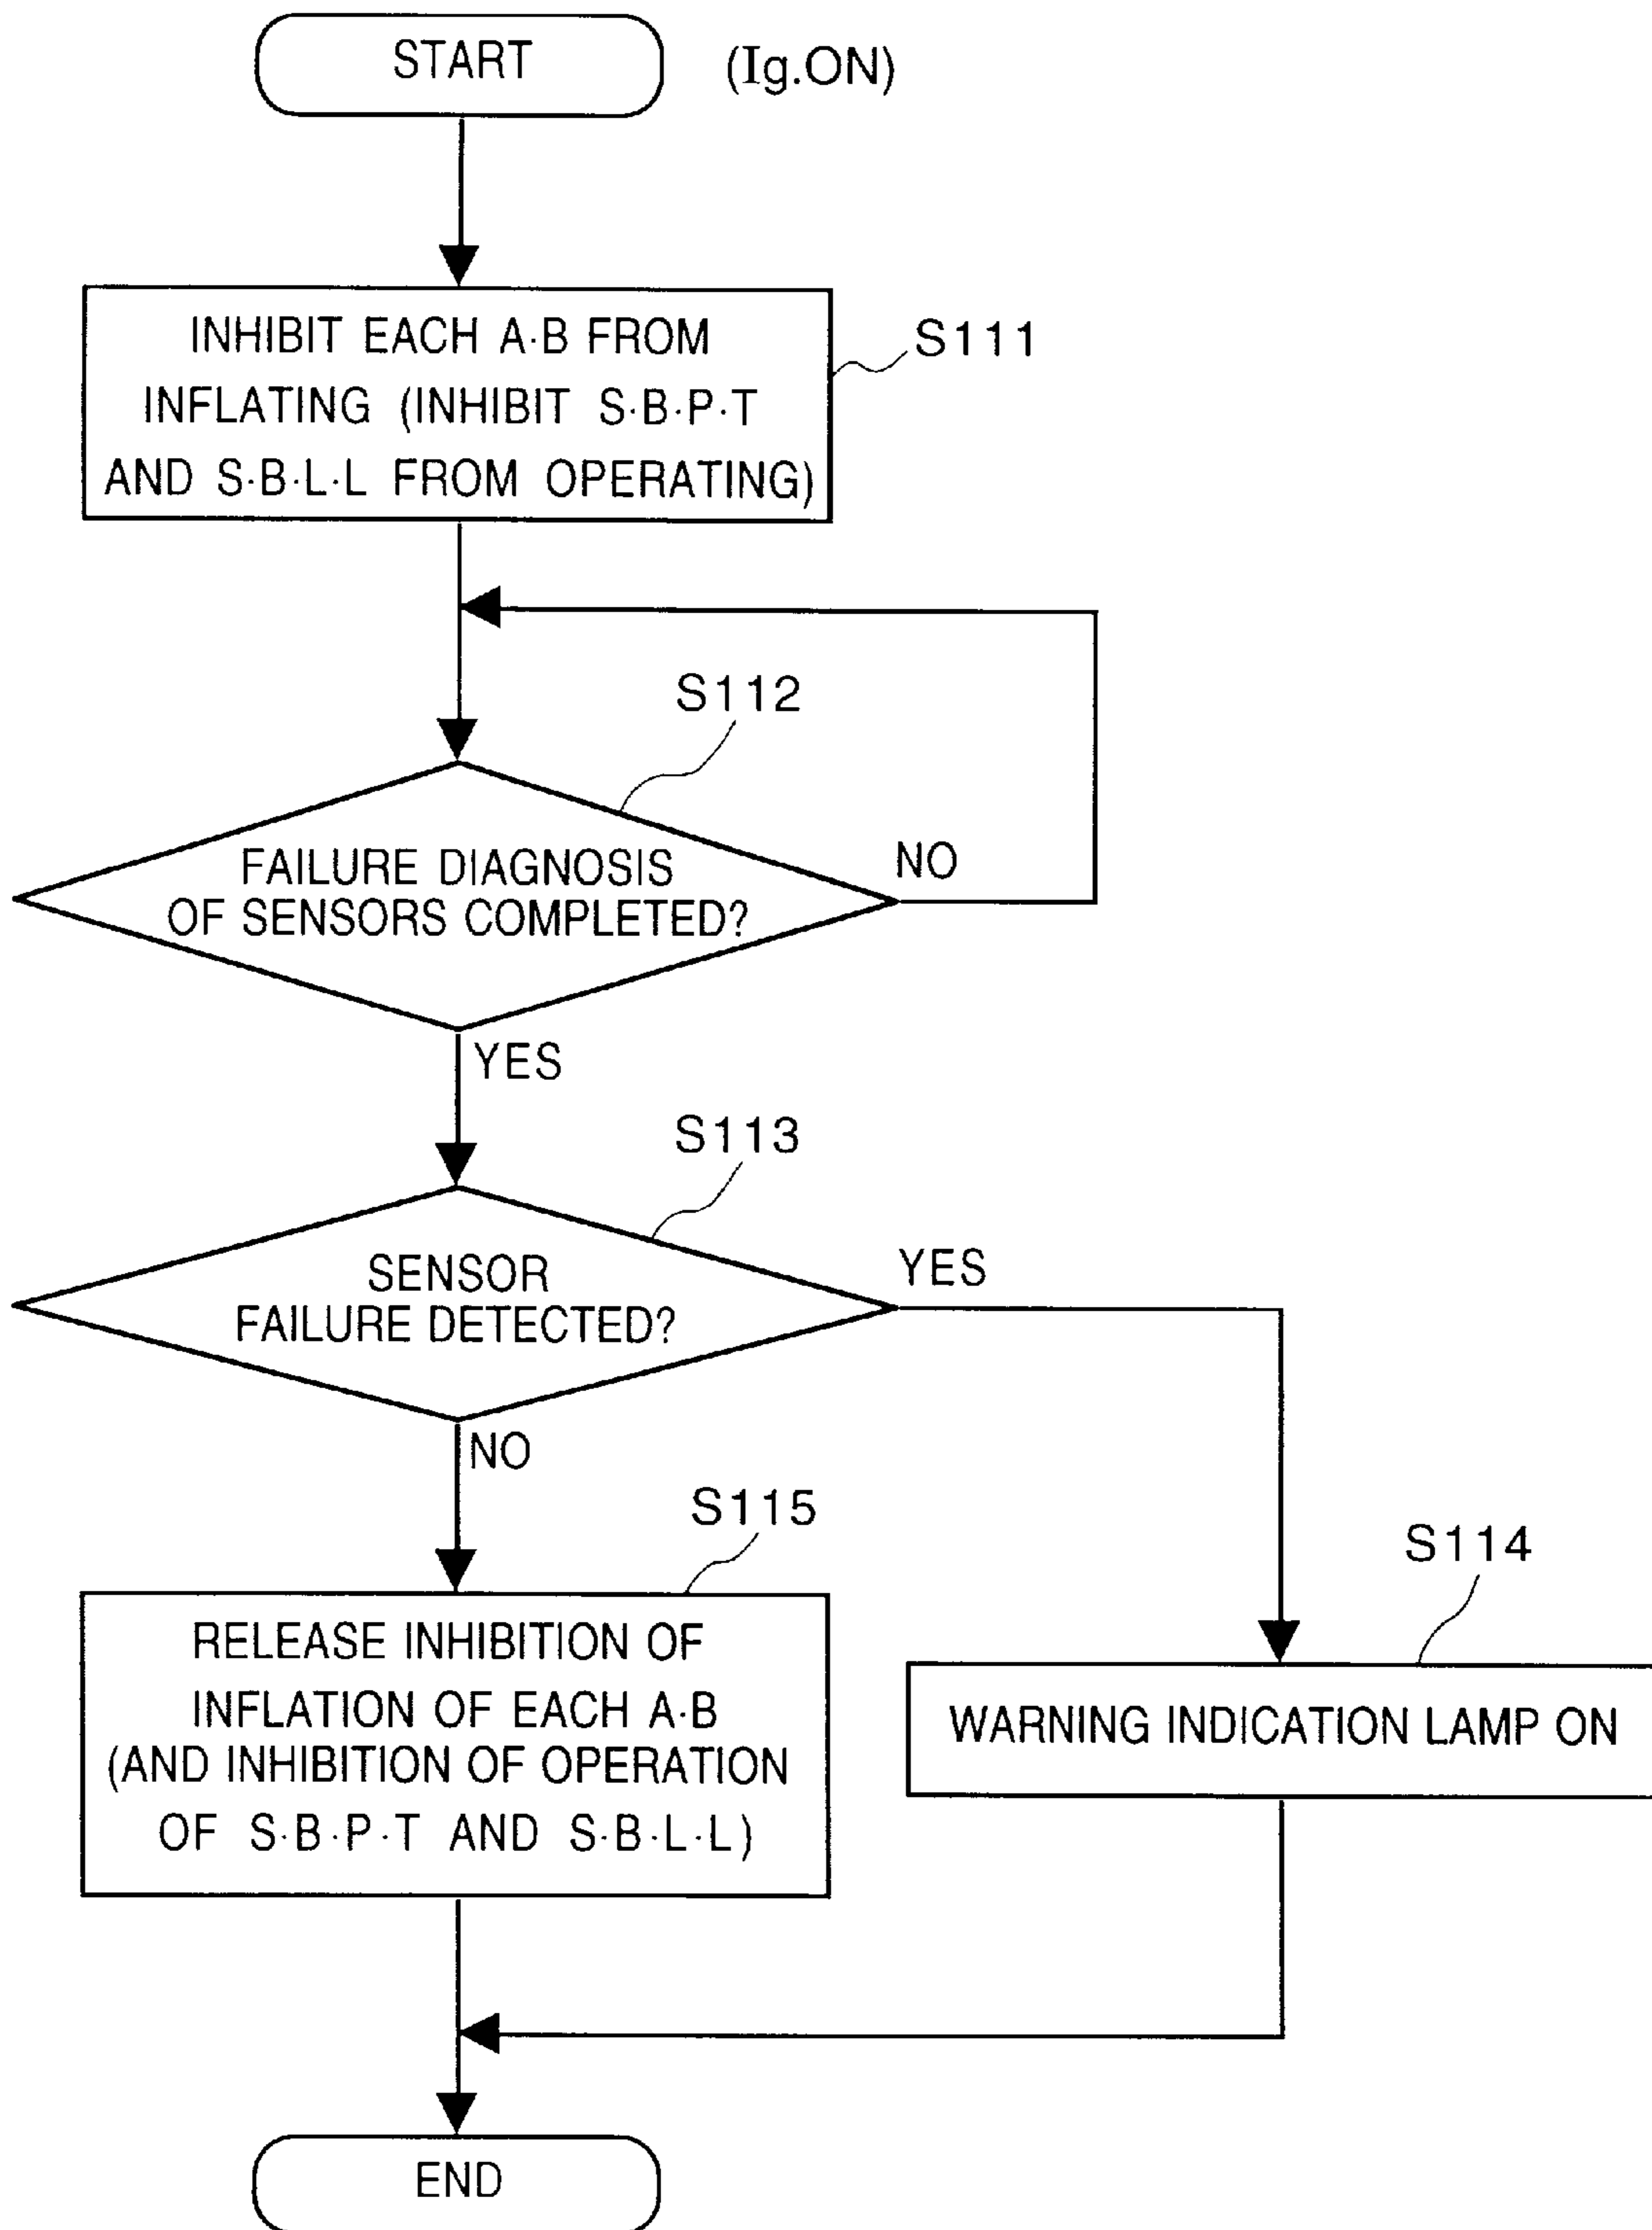 START
(Ig.ON)
INHIBIT EACH A·B FROM
INFLATING (INHIBIT S·B·P·T
AND S·B·L·L FROM OPERATING)
S111
S112
FAILURE DIAGNOSIS
OF SENSORS COMPLETED?
NO
YES
S113
SENSOR
FAILURE DETECTED?
YES
NO
S115
RELEASE INHIBITION OF
INFLATION OF EACH A·B
(AND INHIBITION OF OPERATION
OF S·B·P·T AND S·B·L·L)
S114
WARNING INDICATION LAMP ON
END